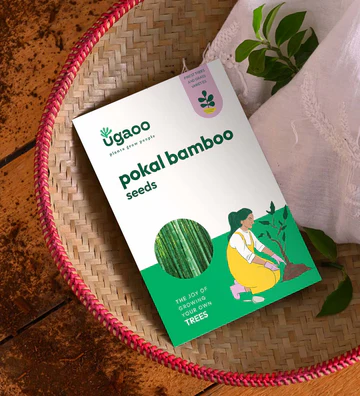 ugaoo
plants grow people
pokal bamboo
seeds
THE JOY OF
GROWING
YOUR OWN
TREES